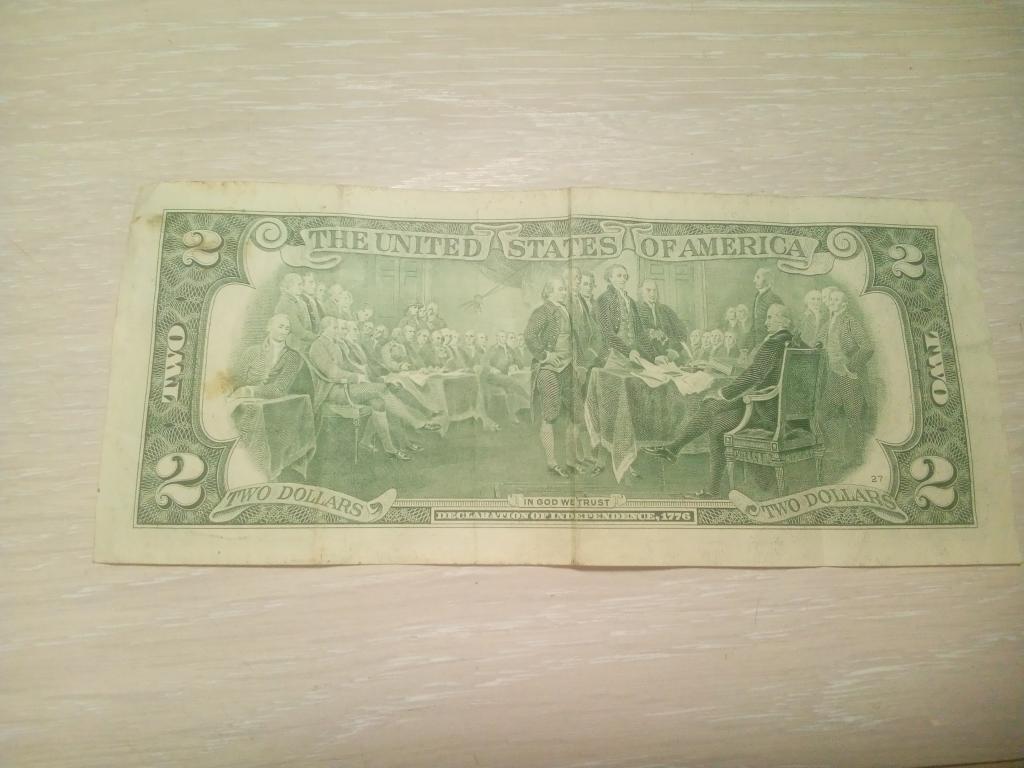 2
THE UNITED STATES OF AMERICA
2
TWO
TWO
2
TWO DOLLARS
IN GOD WE TRUST
DECLARATION OF INDEPENDENCE, 1776
27
TWO DOLLARS
2